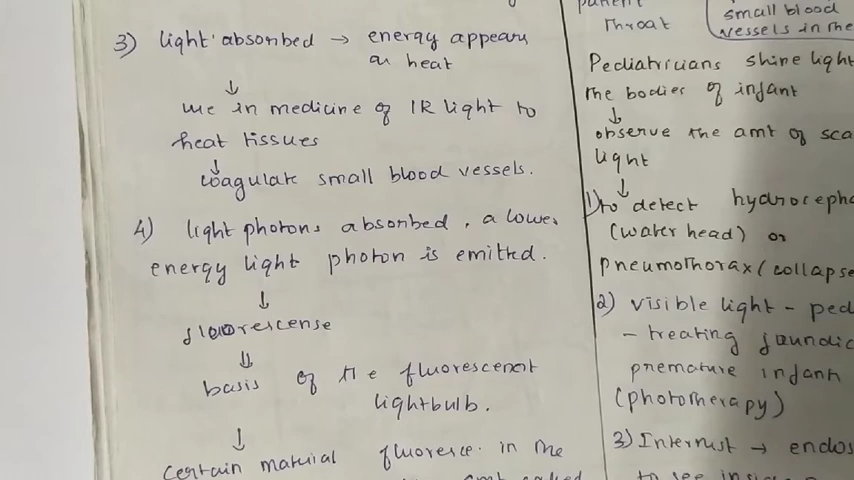 3) light absorbed → energy appears
as heat
↓
use in medicine of IR light to
heat tissues
↓
coagulate small blood vessels.
4) light photons absorbed, a lower
energy light photon is emitted.
↓
fluorescense
⇓
basis of the fluorescent
lightbulb.
↓
certain material fluoresce in the
Throat
small blood
vessels in the
Pediatricians shine light
the bodies of infant
↓
observe the amt of sca
light
↓
1) to detect hydroceph
(water head) or
pneumothorax (collapse
2) visible light - ped
- treating jaundic
premature infant
(phototherapy)
3) Internist → endos
to see